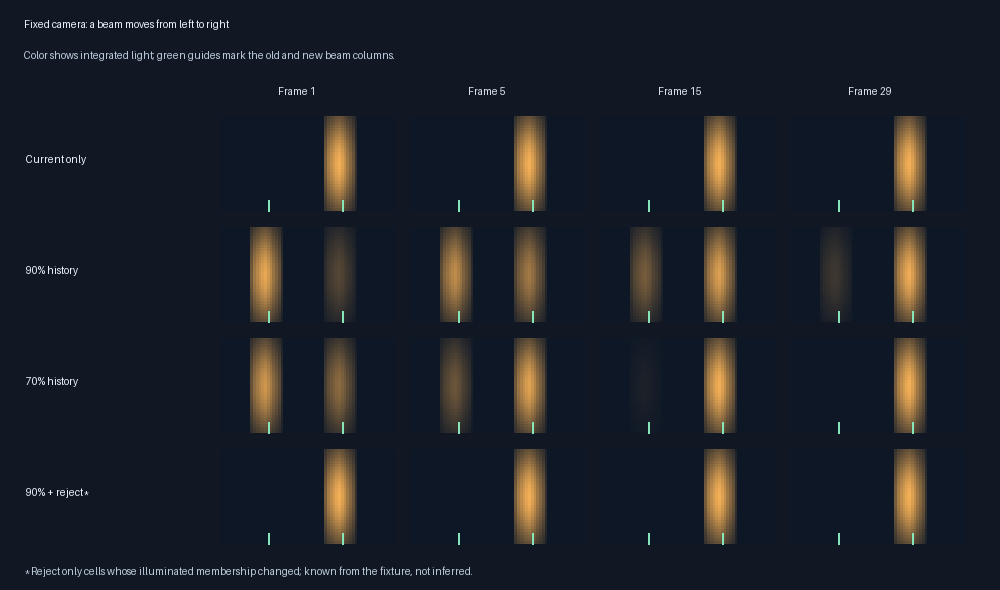 Fixed camera: a beam moves from left to right
Color shows integrated light; green guides mark the old and new beam columns.
Frame 1 Frame 5 Frame 15 Frame 29
Current only
90% history
70% history
90% + reject*
*Reject only cells whose illuminated membership changed; known from the fixture, not inferred.